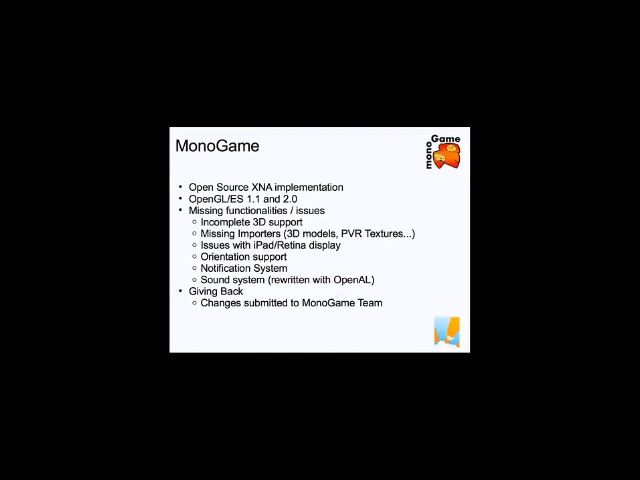 MonoGame
mono Game
• Open Source XNA implementation
• OpenGL/ES 1.1 and 2.0
• Missing functionalities / issues
○ Incomplete 3D support
○ Missing Importers (3D models, PVR Textures...)
○ Issues with iPad/Retina display
○ Orientation support
○ Notification System
○ Sound system (rewritten with OpenAL)
• Giving Back
○ Changes submitted to MonoGame Team